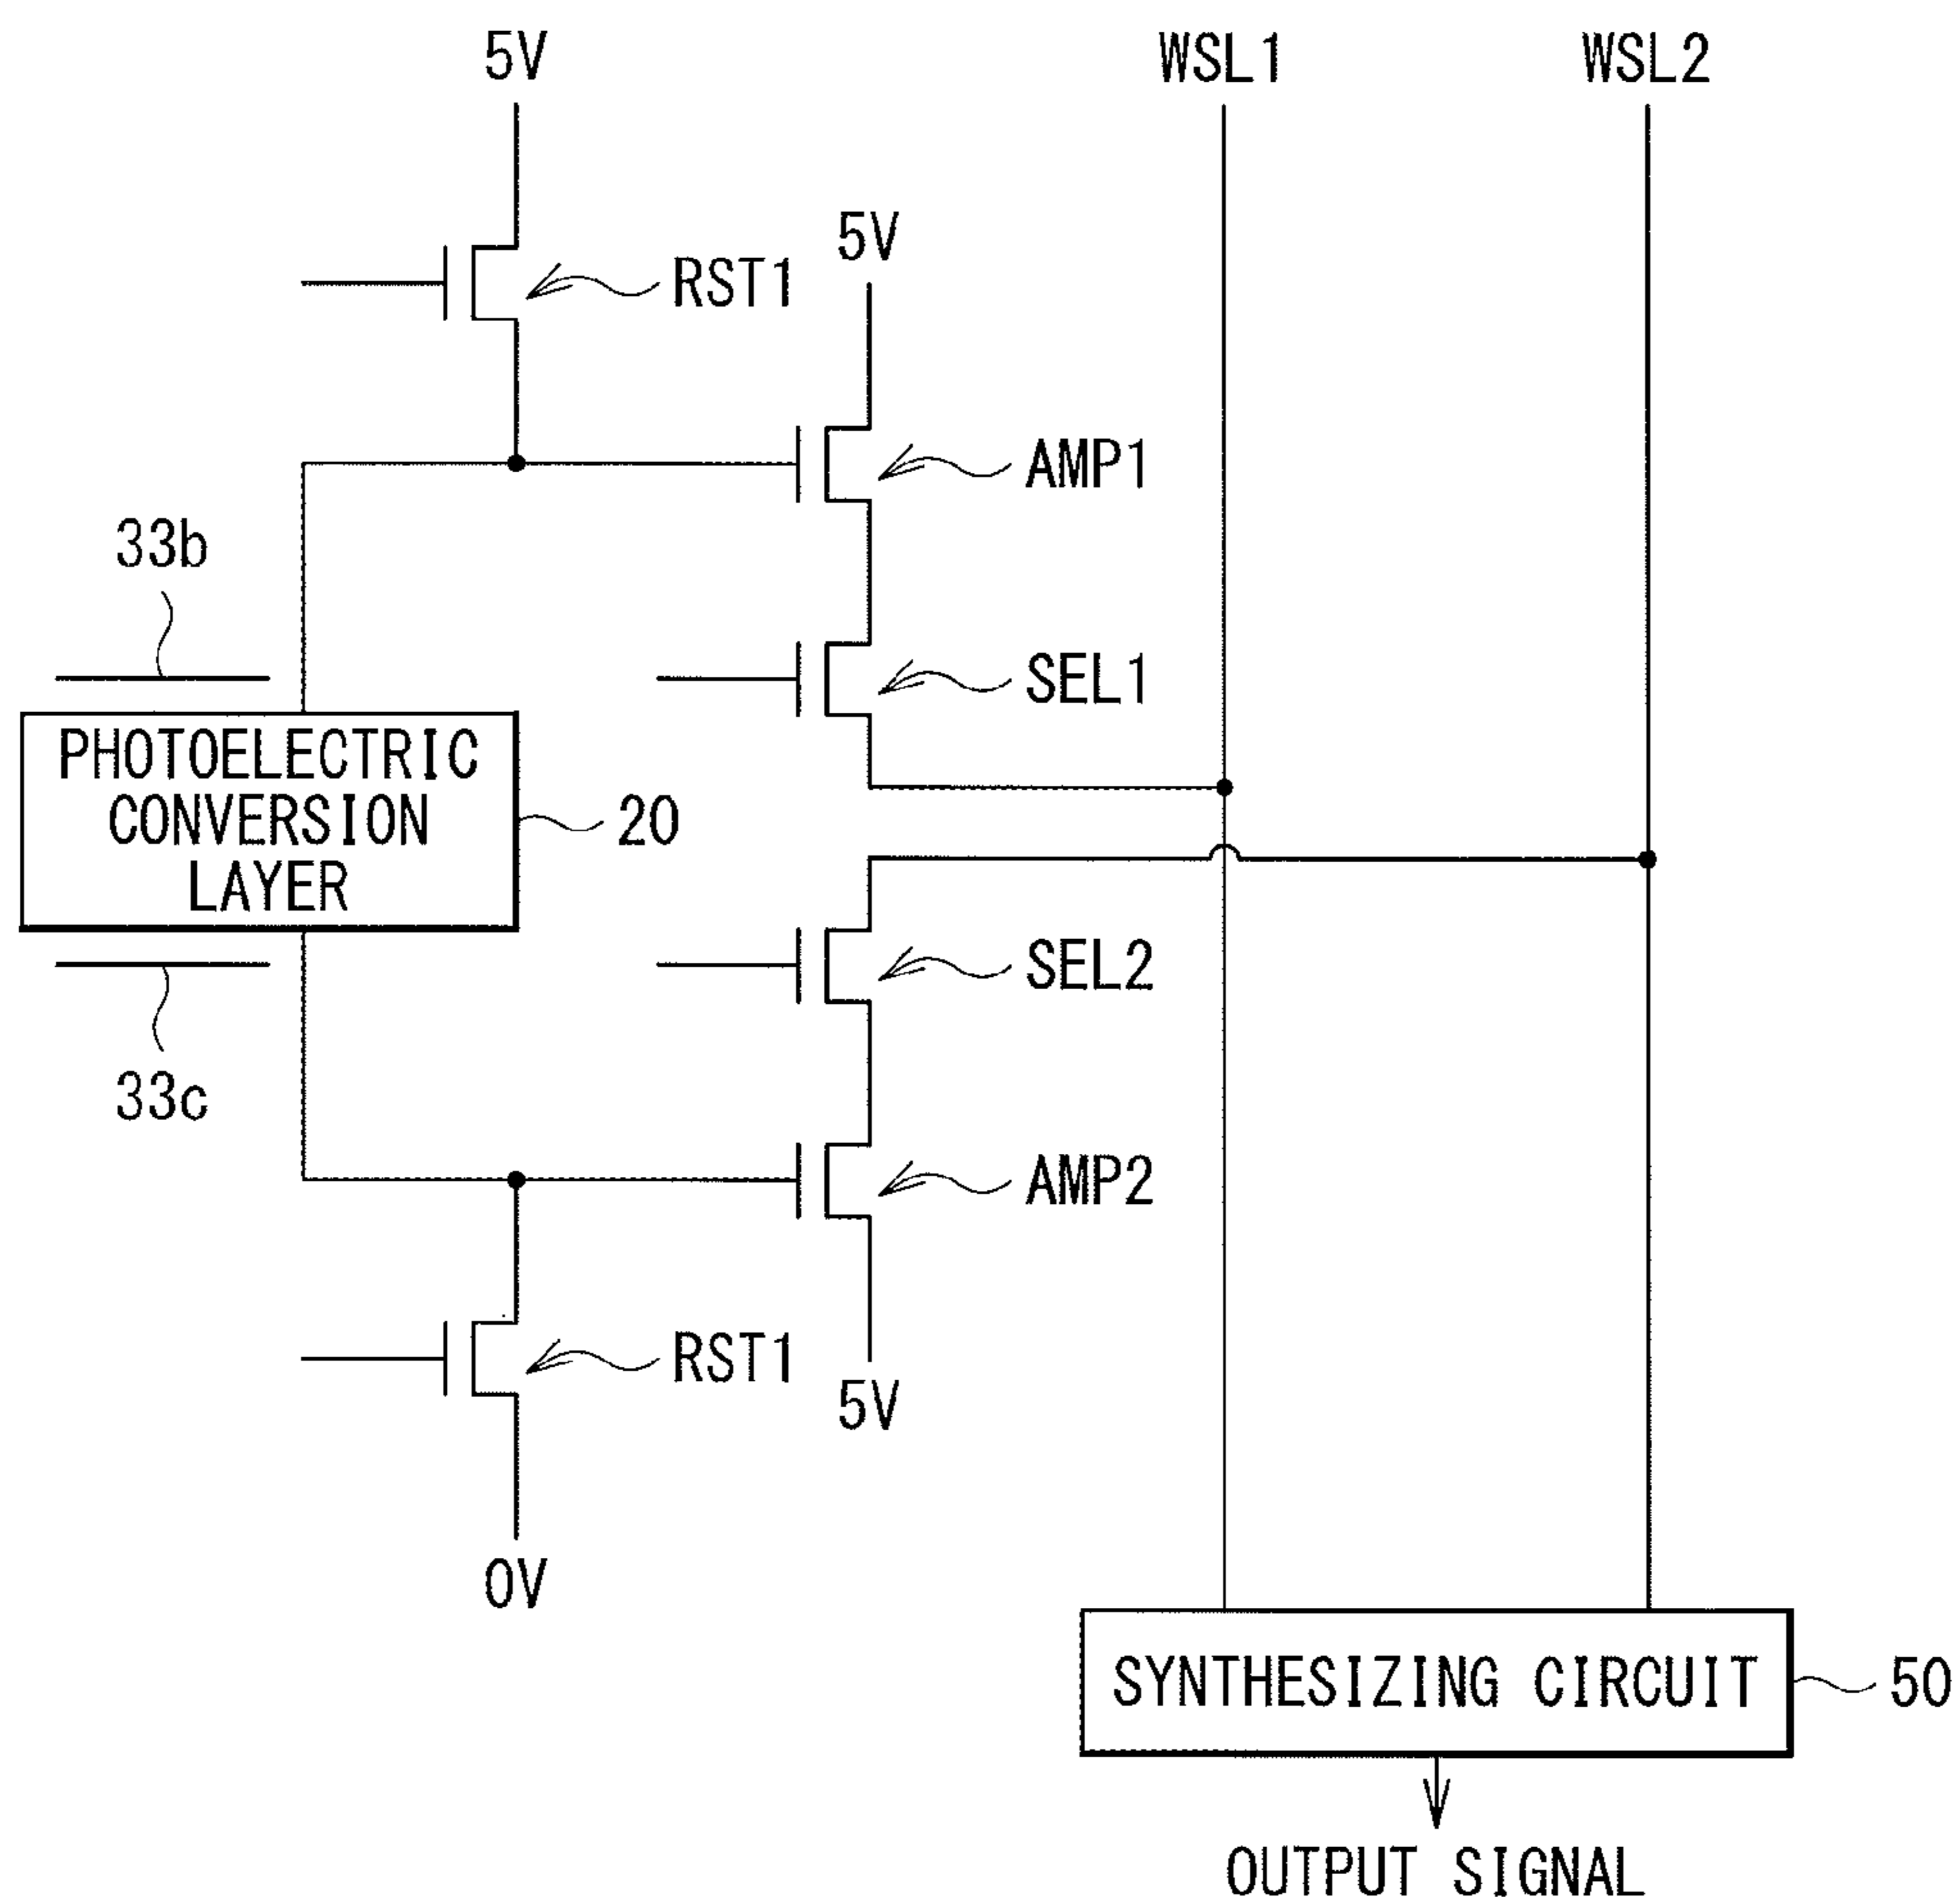 5V
WSL1
WSL2
RST1
5V
AMP1
33b
SEL1
PHOTOELECTRIC
CONVERSION
LAYER
20
SEL2
33c
AMP2
RST1
5V
0V
SYNTHESIZING CIRCUIT
50
OUTPUT SIGNAL